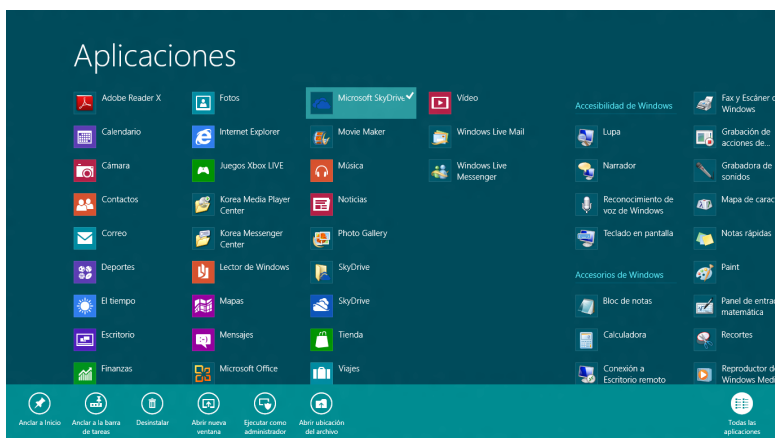 Aplicaciones
Adobe Reader X
Calendario
Cámara
Contactos
Correo
Deportes
El tiempo
Escritorio
Finanzas
Fotos
Internet Explorer
Juegos Xbox LIVE
Korea Media Player
Center
Korea Messenger
Center
Lector de Windows
Mapas
Mensajes
Microsoft Office
Microsoft SkyDrive
Movie Maker
Música
Noticias
Photo Gallery
SkyDrive
SkyDrive
Tienda
Viajes
Vídeo
Windows Live Mail
Windows Live
Messenger
Accesibilidad de Windows
Lupa
Narrador
Reconocimiento de
voz de Windows
Teclado en pantalla
Accesorios de Windows
Bloc de notas
Calculadora
Conexión a
Escritorio remoto
Fax y Escáner
Windows
Grabación de
acciones de...
Grabadora de
sonidos
Mapa de
Notas rápidas
Paint
Panel de
matemática
Recortes
Reproductor
Windows
Anclar a Inicio
Anclar a la barra
de tareas
Desinstalar
Abrir nueva
ventana
Ejecutar como
administrador
Abrir ubicación
del archivo
Todas las
aplicaciones